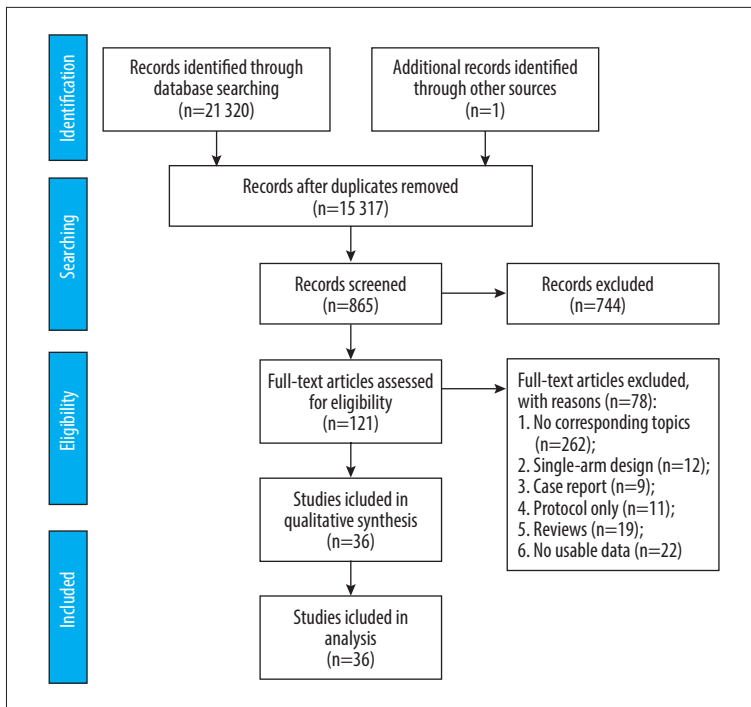 Identification
Records identified through
database searching
(n=21 320)
Additional records identified
through other sources
(n=1)
Searching
Records after duplicates removed
(n=15 317)
Records screened
(n=865)
Records excluded
(n=744)
Eligibility
Full-text articles assessed
for eligibility
(n=121)
Full-text articles excluded,
with reasons (n=78):
1. No corresponding topics
(n=262);
2. Single-arm design (n=12);
3. Case report (n=9);
4. Protocol only (n=11);
5. Reviews (n=19);
6. No usable data (n=22)
Studies icluded in
qualitative synthesis
(n=36)
Included
Studies icluded in
analysis
(n=36)